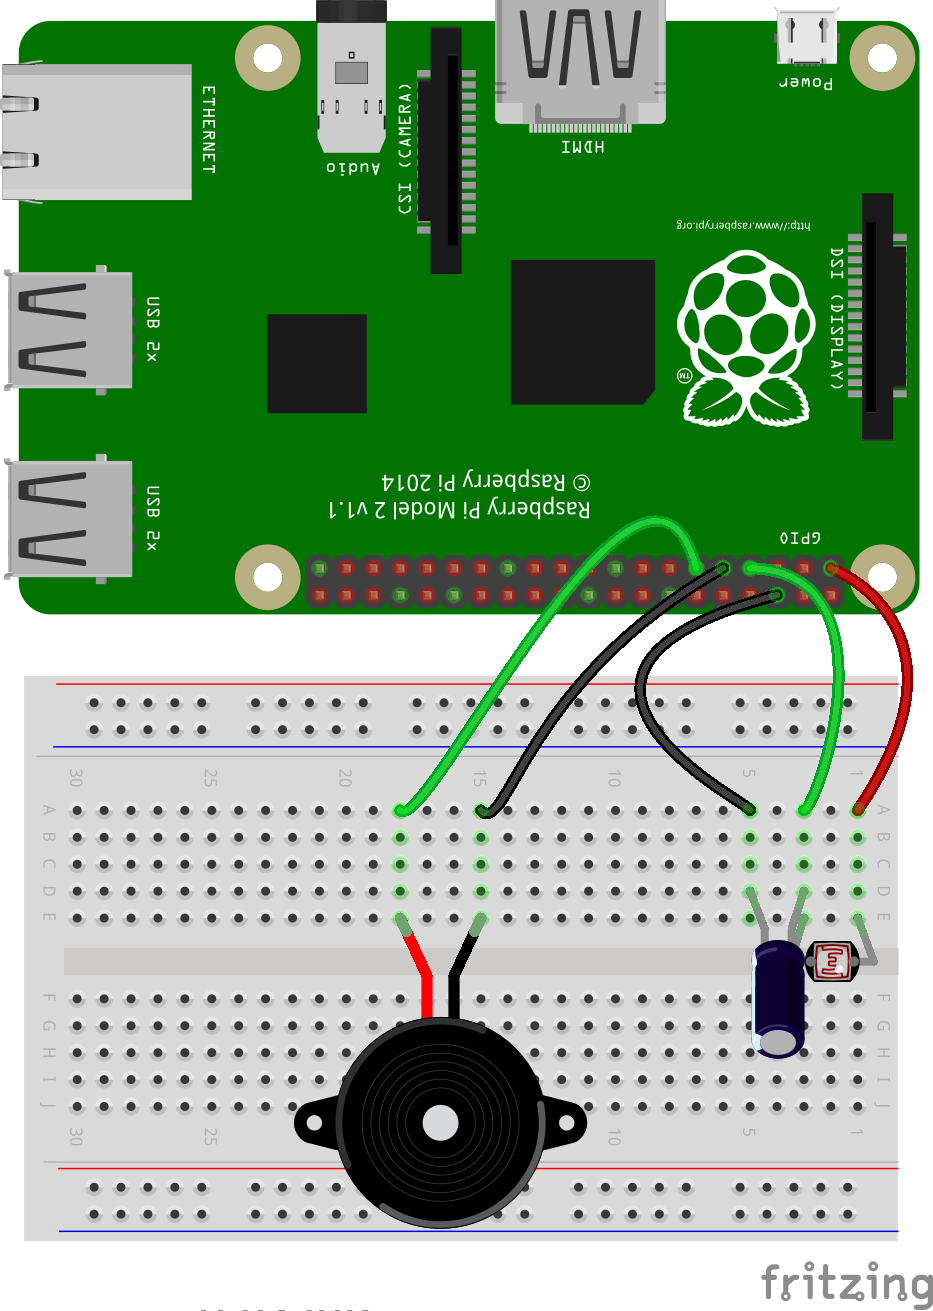 Power
HDMI
ETHERNET
Audio
CSI (CAMERA)
http://www.raspberrypi.org
DSI (DISPLAY)
TM
USB 2x
USB 2x
© Raspberry Pi 2014
Raspberry Pi Model 2 v1.1
GPIO
30 25 20 15 10 5 1
A A
B B
C C
D D
E E
F F
G G
H H
I I
J J
30 25 10 5 1
fritzing